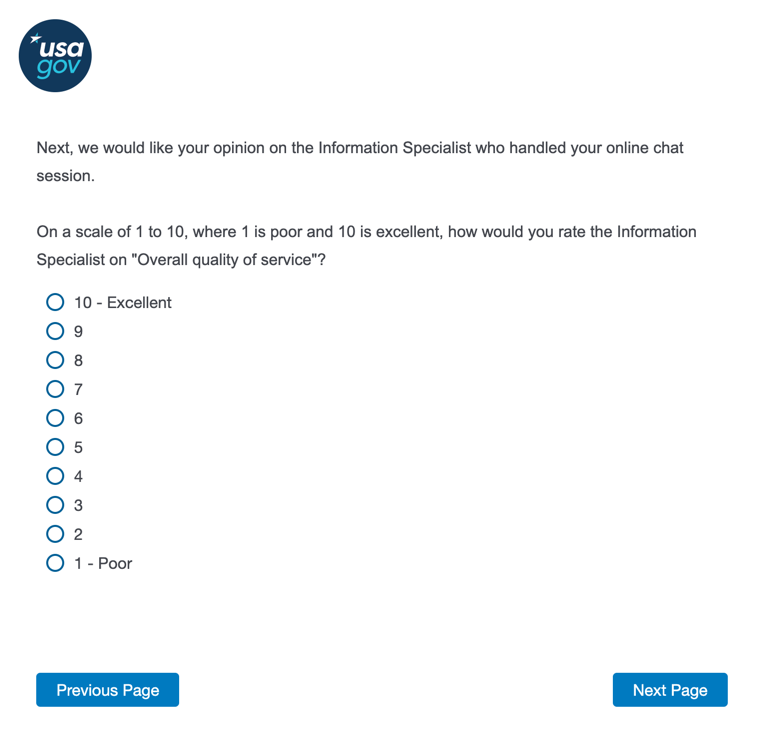 usa
gov
Next, we would like your opinion on the Information Specialist who handled your online chat
session.
On a scale of 1 to 10, where 1 is poor and 10 is excellent, how would you rate the Information
Specialist on "Overall quality of service"?
10 - Excellent
9
8
7
6
5
4
3
2
1 - Poor
Previous Page
Next Page